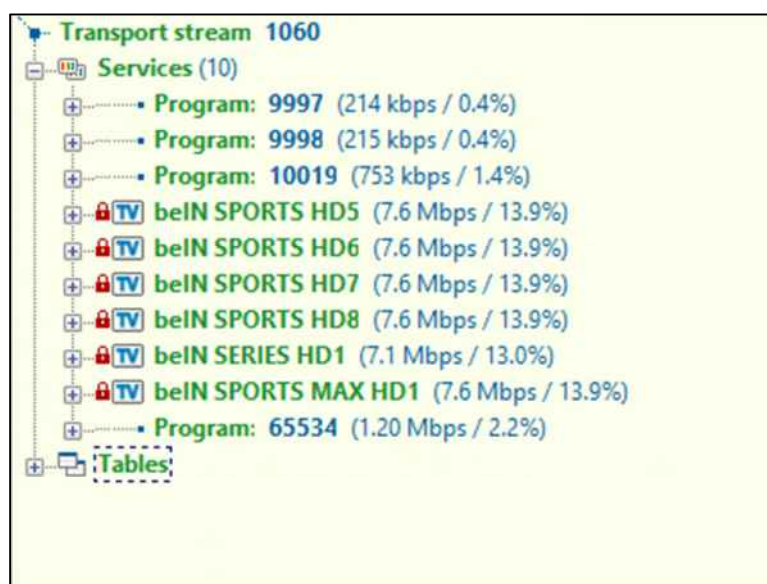 Transport stream 1060
Services (10)
Program: 9997 (214 kbps / 0.4%)
Program: 9998 (215 kbps / 0.4%)
Program: 10019 (753 kbps / 1.4%)
TV beIN SPORTS HD5 (7.6 Mbps / 13.9%)
TV beIN SPORTS HD6 (7.6 Mbps / 13.9%)
TV beIN SPORTS HD7 (7.6 Mbps / 13.9%)
TV beIN SPORTS HD8 (7.6 Mbps / 13.9%)
TV beIN SERIES HD1 (7.1 Mbps / 13.0%)
TV beIN SPORTS MAX HD1 (7.6 Mbps / 13.9%)
Program: 65534 (1.20 Mbps / 2.2%)
Tables